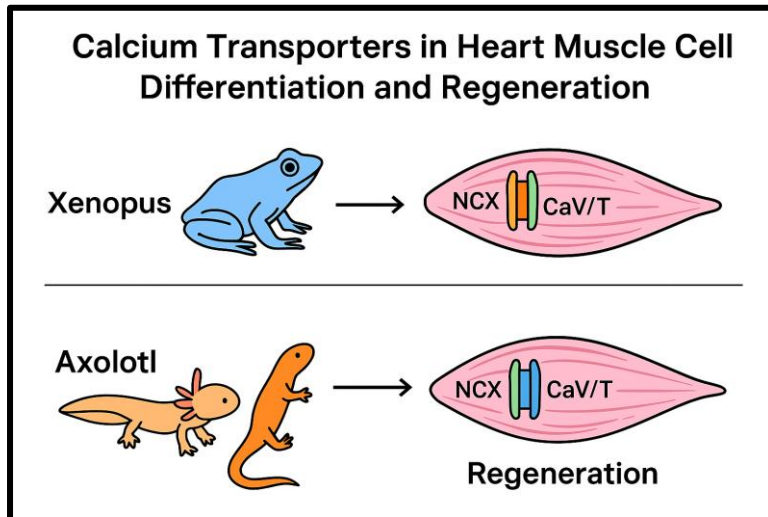 Calcium Transporters in Heart Muscle Cell
Differentiation and Regeneration
Xenopus
NCX
CaV/T
Axolotl
NCX
CaV/T
Regeneration